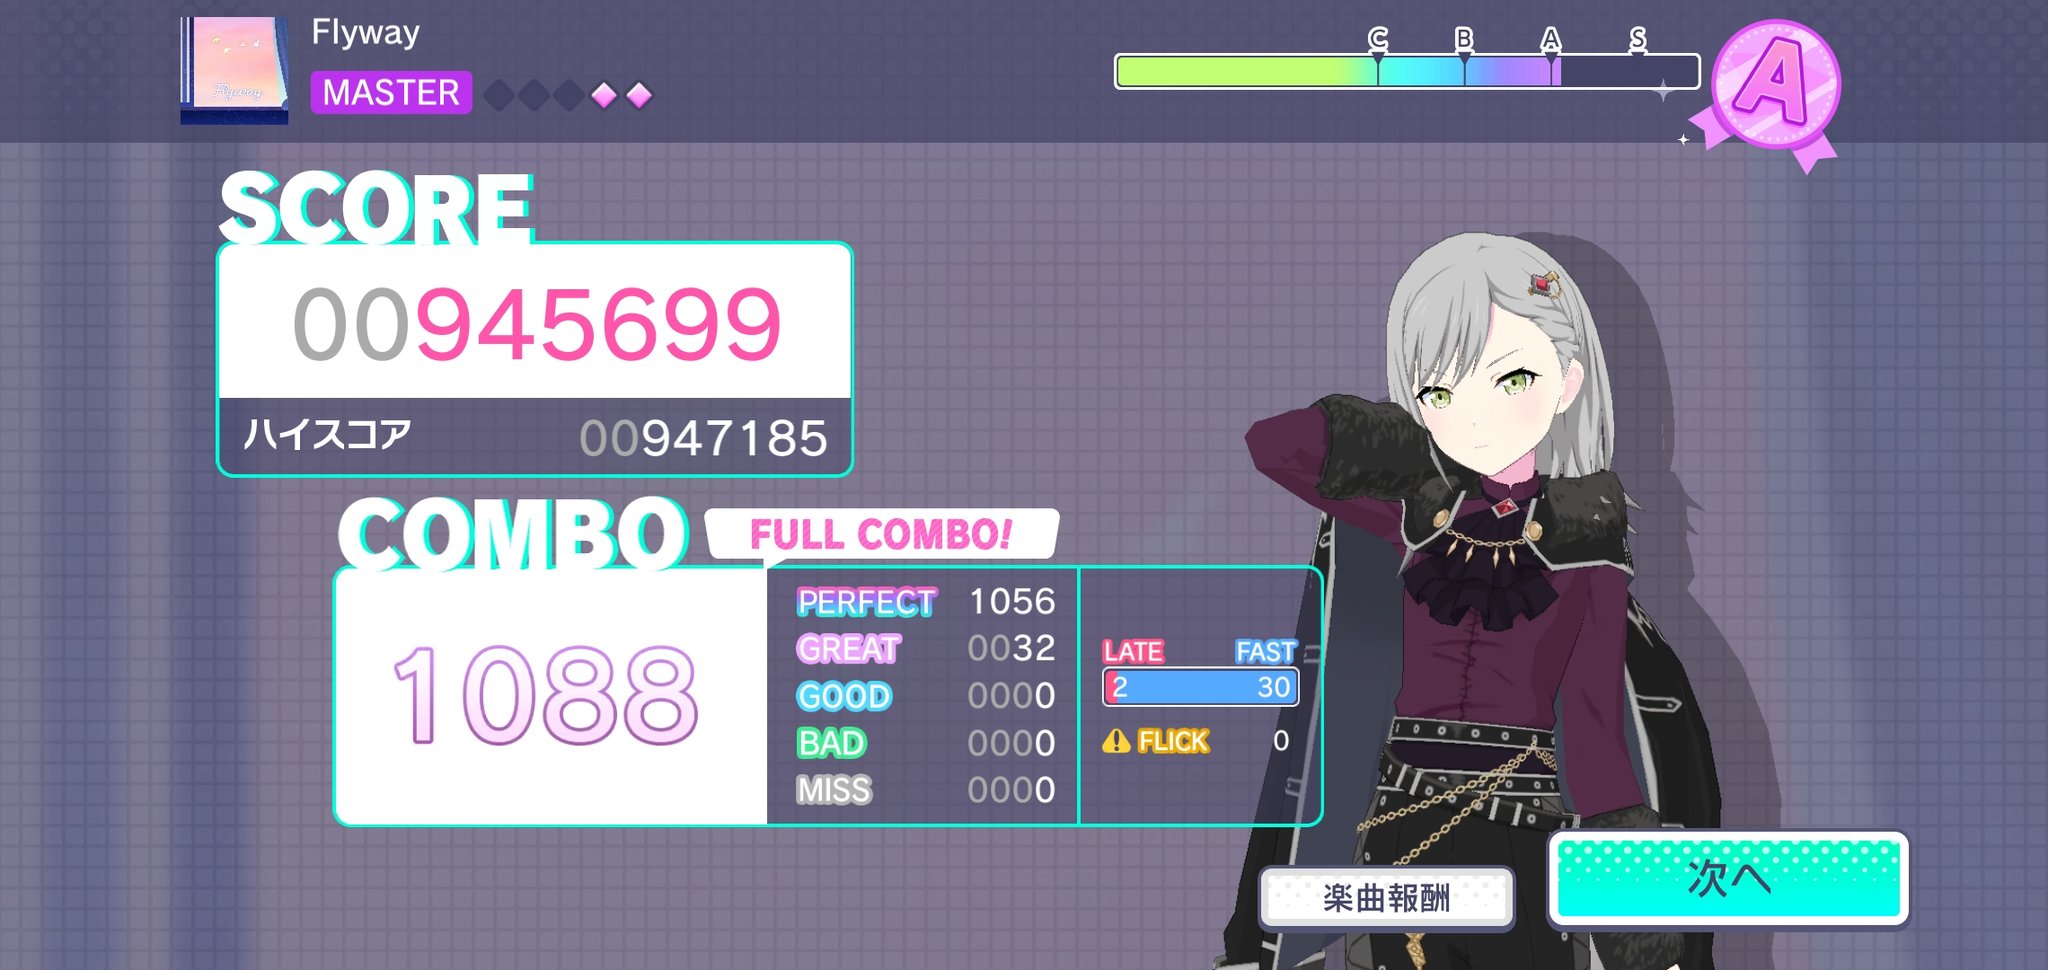 Flyway
MASTER
C B A S
A
Flyway
SCORE
00945699
ハイスコア 00947185
COMBO
FULL COMBO!
1088
PERFECT 1056
GREAT 0032
GOOD 0000
BAD 0000
MISS 0000
LATE FAST
2 30
FLICK 0
楽曲報酬
次へ